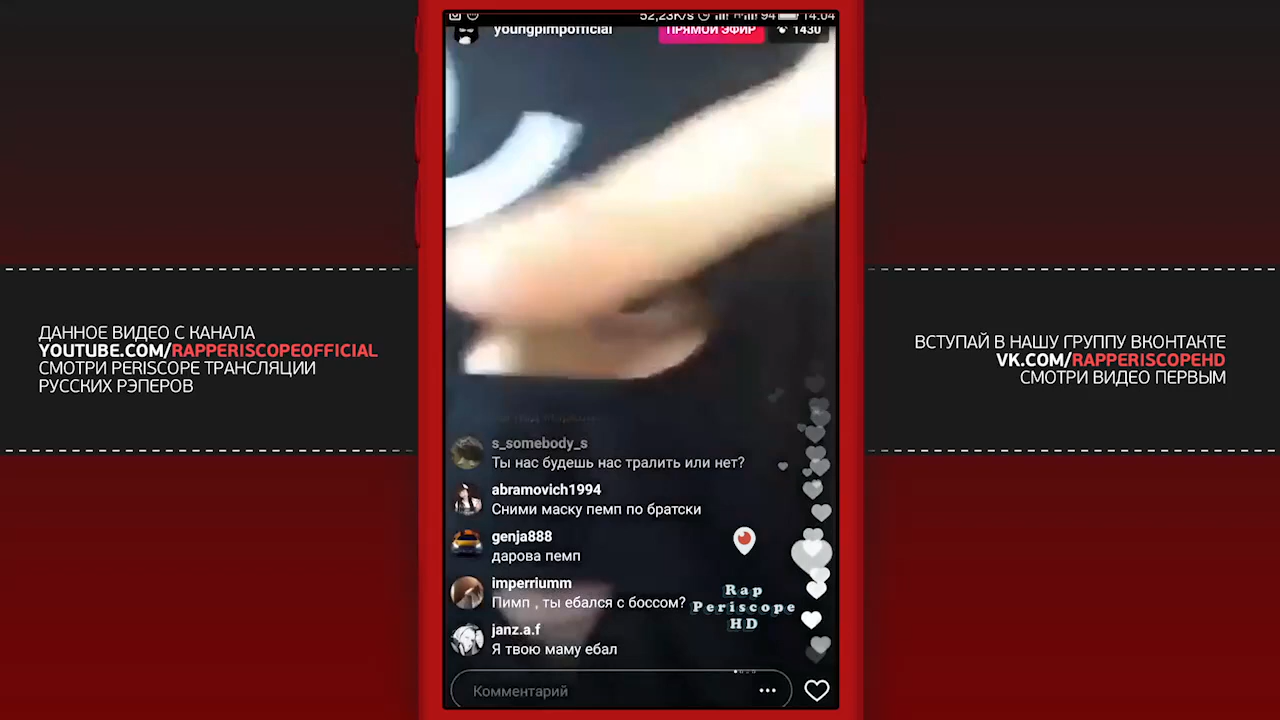 52,23K/s
94
14:04
youngpimpofficial
ПРЯМОЙ ЭФИР
1430
ДАННОЕ ВИДЕО С КАНАЛА
YOUTUBE.COM/RAPPERISCOPEOFFICIAL
СМОТРИ PERISCOPE ТРАНСЛЯЦИИ
РУССКИХ РЭПЕРОВ
ВСТУПАЙ В НАШУ ГРУППУ ВКОНТАКТЕ
VK.COM/RAPPERISCOPEHD
СМОТРИ ВИДЕО ПЕРВЫМ
s_somebody_s
Ты нас будешь нас тралить или нет?
abramovich1994
Сними маску пемп по братски
genja888
дарова пемп
imperriumm
Пимп , ты ебался с боссом?
janz.a.f
Я твою маму ебал
Rap
Periscope
HD
Комментарий